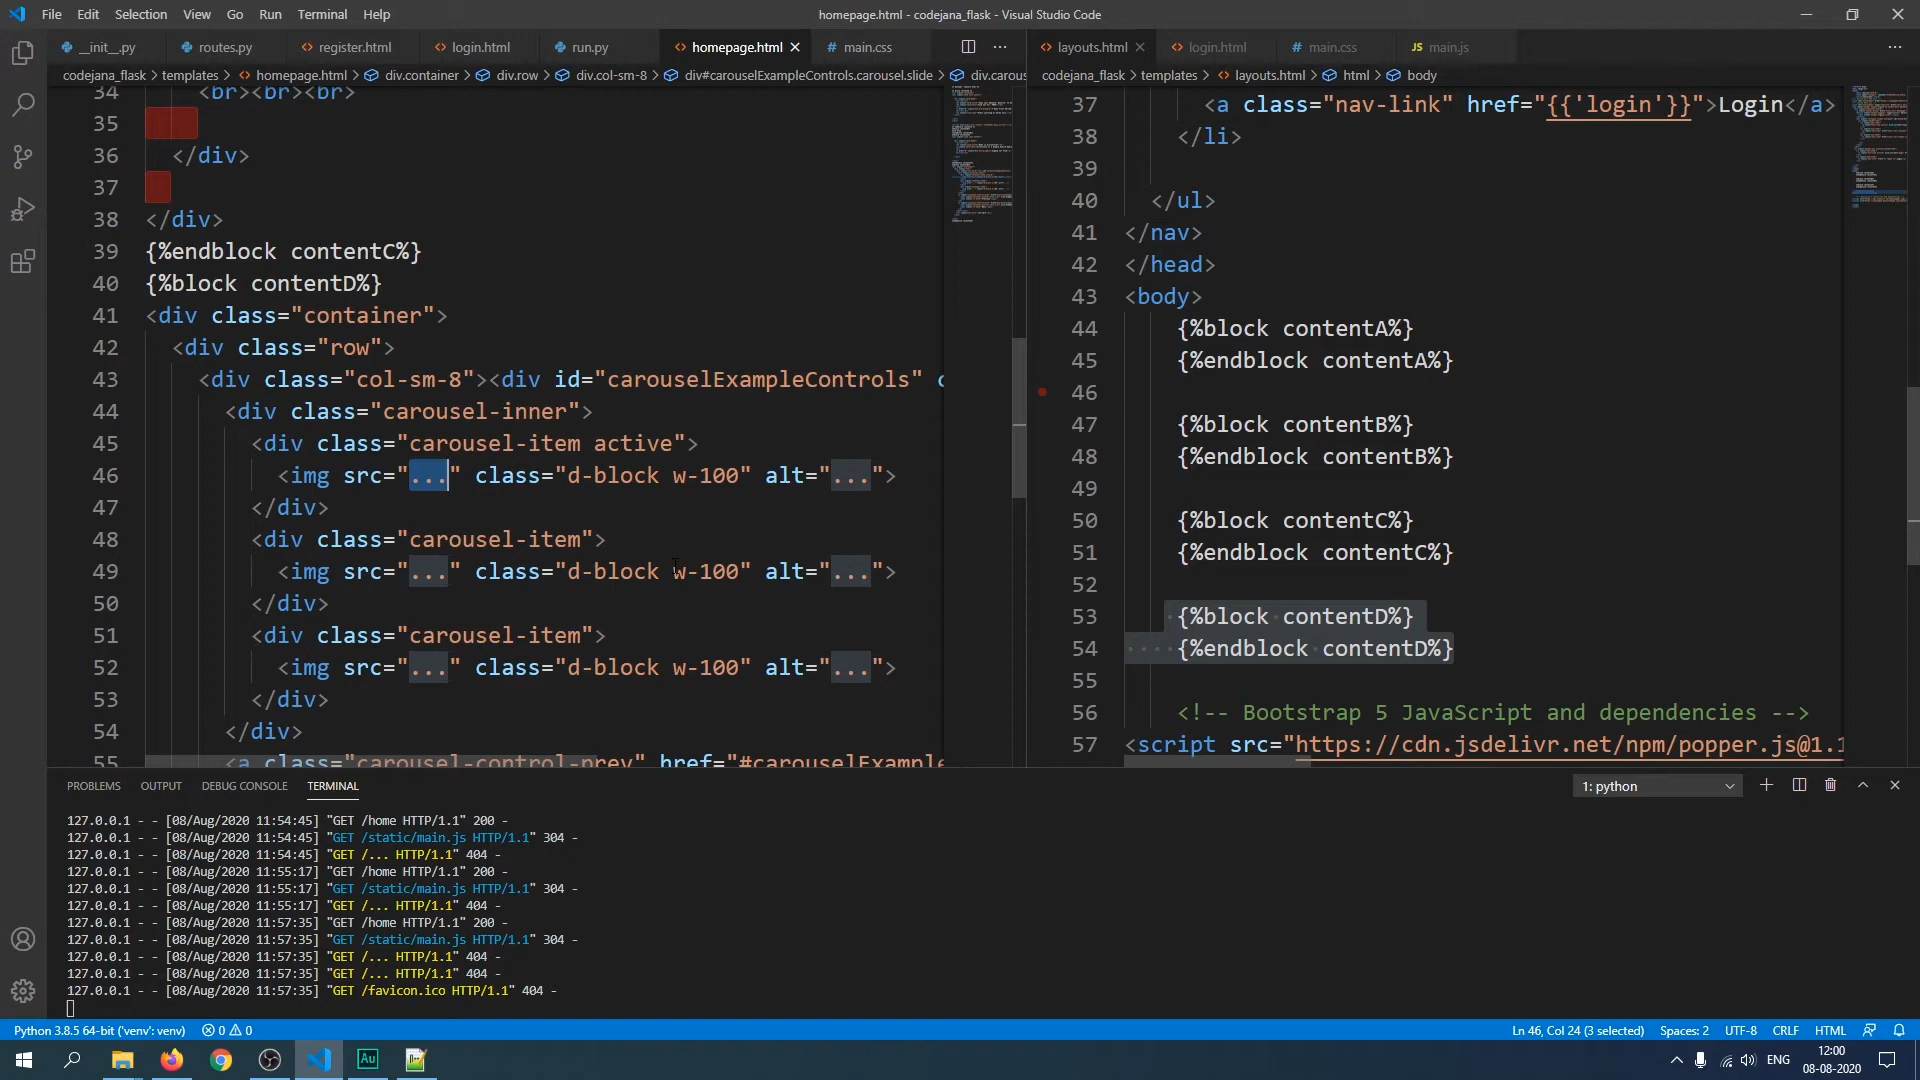 File Edit Selection View Go Run Terminal Help
homepage.html - codejana_flask - Visual Studio Code
__init__.py routes.py register.html login.html run.py homepage.html main.css
codejana_flask > templates > homepage.html > div.container > div.row > div.col-sm-8 > div#carouselExampleControls.carousel.slide > div.carous
34 <br><br><br>
35
36 </div>
37
38 </div>
39 {%endblock contentC%}
40 {%block contentD%}
41 <div class="container">
42 <div class="row">
43 <div class="col-sm-8"><div id="carouselExampleControls" c
44 <div class="carousel-inner">
45 <div class="carousel-item active">
46 <img src="..." class="d-block w-100" alt="...">
47 </div>
48 <div class="carousel-item">
49 <img src="..." class="d-block w-100" alt="...">
50 </div>
51 <div class="carousel-item">
52 <img src="..." class="d-block w-100" alt="...">
53 </div>
54 </div>
55 <a class="carousel-control-prev" href="#carouselExample
layouts.html login.html main.css JS main.js
codejana_flask > templates > layouts.html > html > body
37 <a class="nav-link" href="{{'login'}}">Login</a>
38 </li>
39
40 </ul>
41 </nav>
42 </head>
43 <body>
44 {%block contentA%}
45 {%endblock contentA%}
46
47 {%block contentB%}
48 {%endblock contentB%}
49
50 {%block contentC%}
51 {%endblock contentC%}
52
53 {%block contentD%}
54 {%endblock contentD%}
55
56 <!-- Bootstrap 5 JavaScript and dependencies -->
57 <script src="https://cdn.jsdelivr.net/npm/popper.js@1.1
PROBLEMS OUTPUT DEBUG CONSOLE TERMINAL
1: python
127.0.0.1 - - [08/Aug/2020 11:54:45] "GET /home HTTP/1.1" 200 -
127.0.0.1 - - [08/Aug/2020 11:54:45] "GET /static/main.js HTTP/1.1" 304 -
127.0.0.1 - - [08/Aug/2020 11:54:45] "GET /... HTTP/1.1" 404 -
127.0.0.1 - - [08/Aug/2020 11:55:17] "GET /home HTTP/1.1" 200 -
127.0.0.1 - - [08/Aug/2020 11:55:17] "GET /static/main.js HTTP/1.1" 304 -
127.0.0.1 - - [08/Aug/2020 11:55:17] "GET /... HTTP/1.1" 404 -
127.0.0.1 - - [08/Aug/2020 11:57:35] "GET /home HTTP/1.1" 200 -
127.0.0.1 - - [08/Aug/2020 11:57:35] "GET /static/main.js HTTP/1.1" 304 -
127.0.0.1 - - [08/Aug/2020 11:57:35] "GET /... HTTP/1.1" 404 -
127.0.0.1 - - [08/Aug/2020 11:57:35] "GET /... HTTP/1.1" 404 -
127.0.0.1 - - [08/Aug/2020 11:57:35] "GET /favicon.ico HTTP/1.1" 404 -
Python 3.8.5 64-bit ('venv': venv) 0 0 Ln 46, Col 24 (3 selected) Spaces: 2 UTF-8 CRLF HTML
Au ENG 12:00
08-08-2020